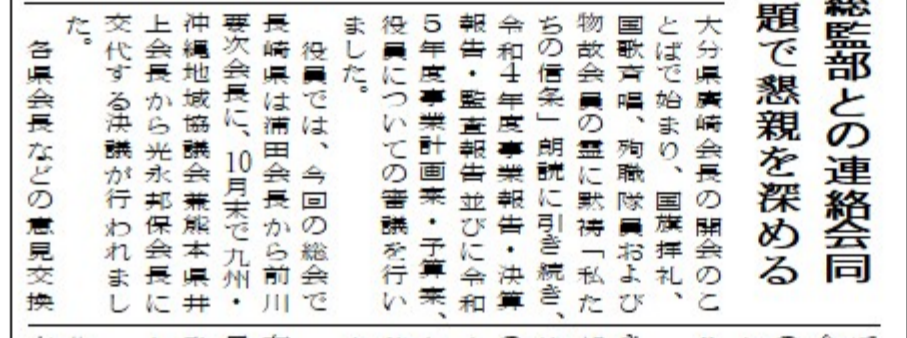 総監部との連絡会同
題で懇親を深める
大分県廣崎会長の開会のこ
とばで始まり、国旗拝礼、
国歌斉唱、殉職隊員および
物故会員の霊に黙祷「私た
ちの信条」朗読に引き続き、
令和4年度事業報告・決算
報告・監査報告並びに令和
5年度事業計画案・予算案、
役員についての審議を行い
ました。
役員では、今回の総会で
長崎県は浦田会長から前川
要次会長に、10月末で九州・
沖縄地域協議会兼熊本県井
上会長から光永邦保会長に
交代する決議が行われまし
た。
各県会長などの意見交換